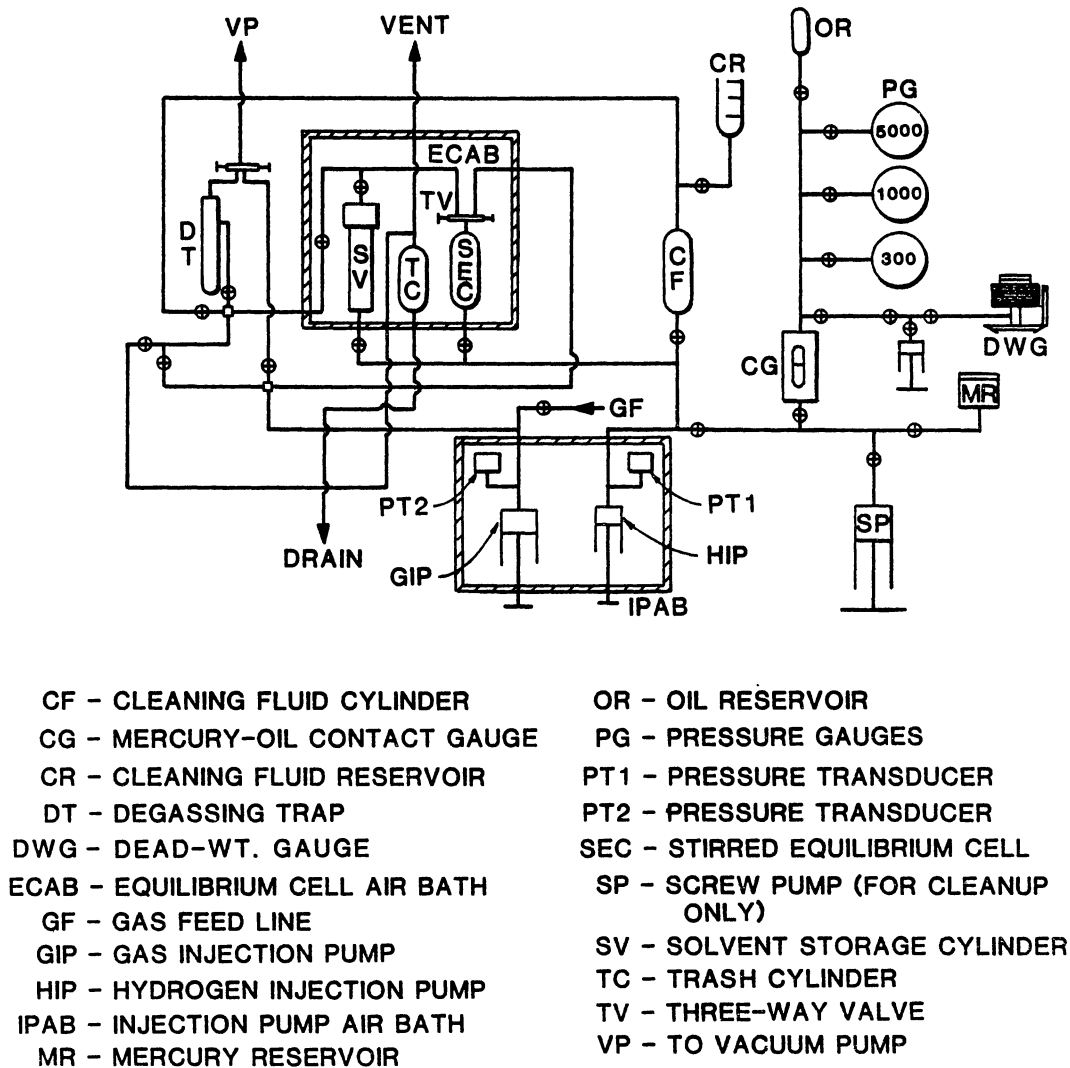 VP
VENT
OR
CR
PG
5000
ECAB
1000
TV
DT
SV
TC
SEC
CF
300
DWG
CG
MR
GF
PT2
PT1
SP
DRAIN
GIP
HIP
IPAB
CF - CLEANING FLUID CYLINDER
CG - MERCURY-OIL CONTACT GAUGE
CR - CLEANING FLUID RESERVOIR
DT - DEGASSING TRAP
DWG - DEAD-WT. GAUGE
ECAB - EQUILIBRIUM CELL AIR BATH
GF - GAS FEED LINE
GIP - GAS INJECTION PUMP
HIP - HYDROGEN INJECTION PUMP
IPAB - INJECTION PUMP AIR BATH
MR - MERCURY RESERVOIR
OR - OIL RESERVOIR
PG - PRESSURE GAUGES
PT1 - PRESSURE TRANSDUCER
PT2 - PRESSURE TRANSDUCER
SEC - STIRRED EQUILIBRIUM CELL
SP - SCREW PUMP (FOR CLEANUP
ONLY)
SV - SOLVENT STORAGE CYLINDER
TC - TRASH CYLINDER
TV - THREE-WAY VALVE
VP - TO VACUUM PUMP